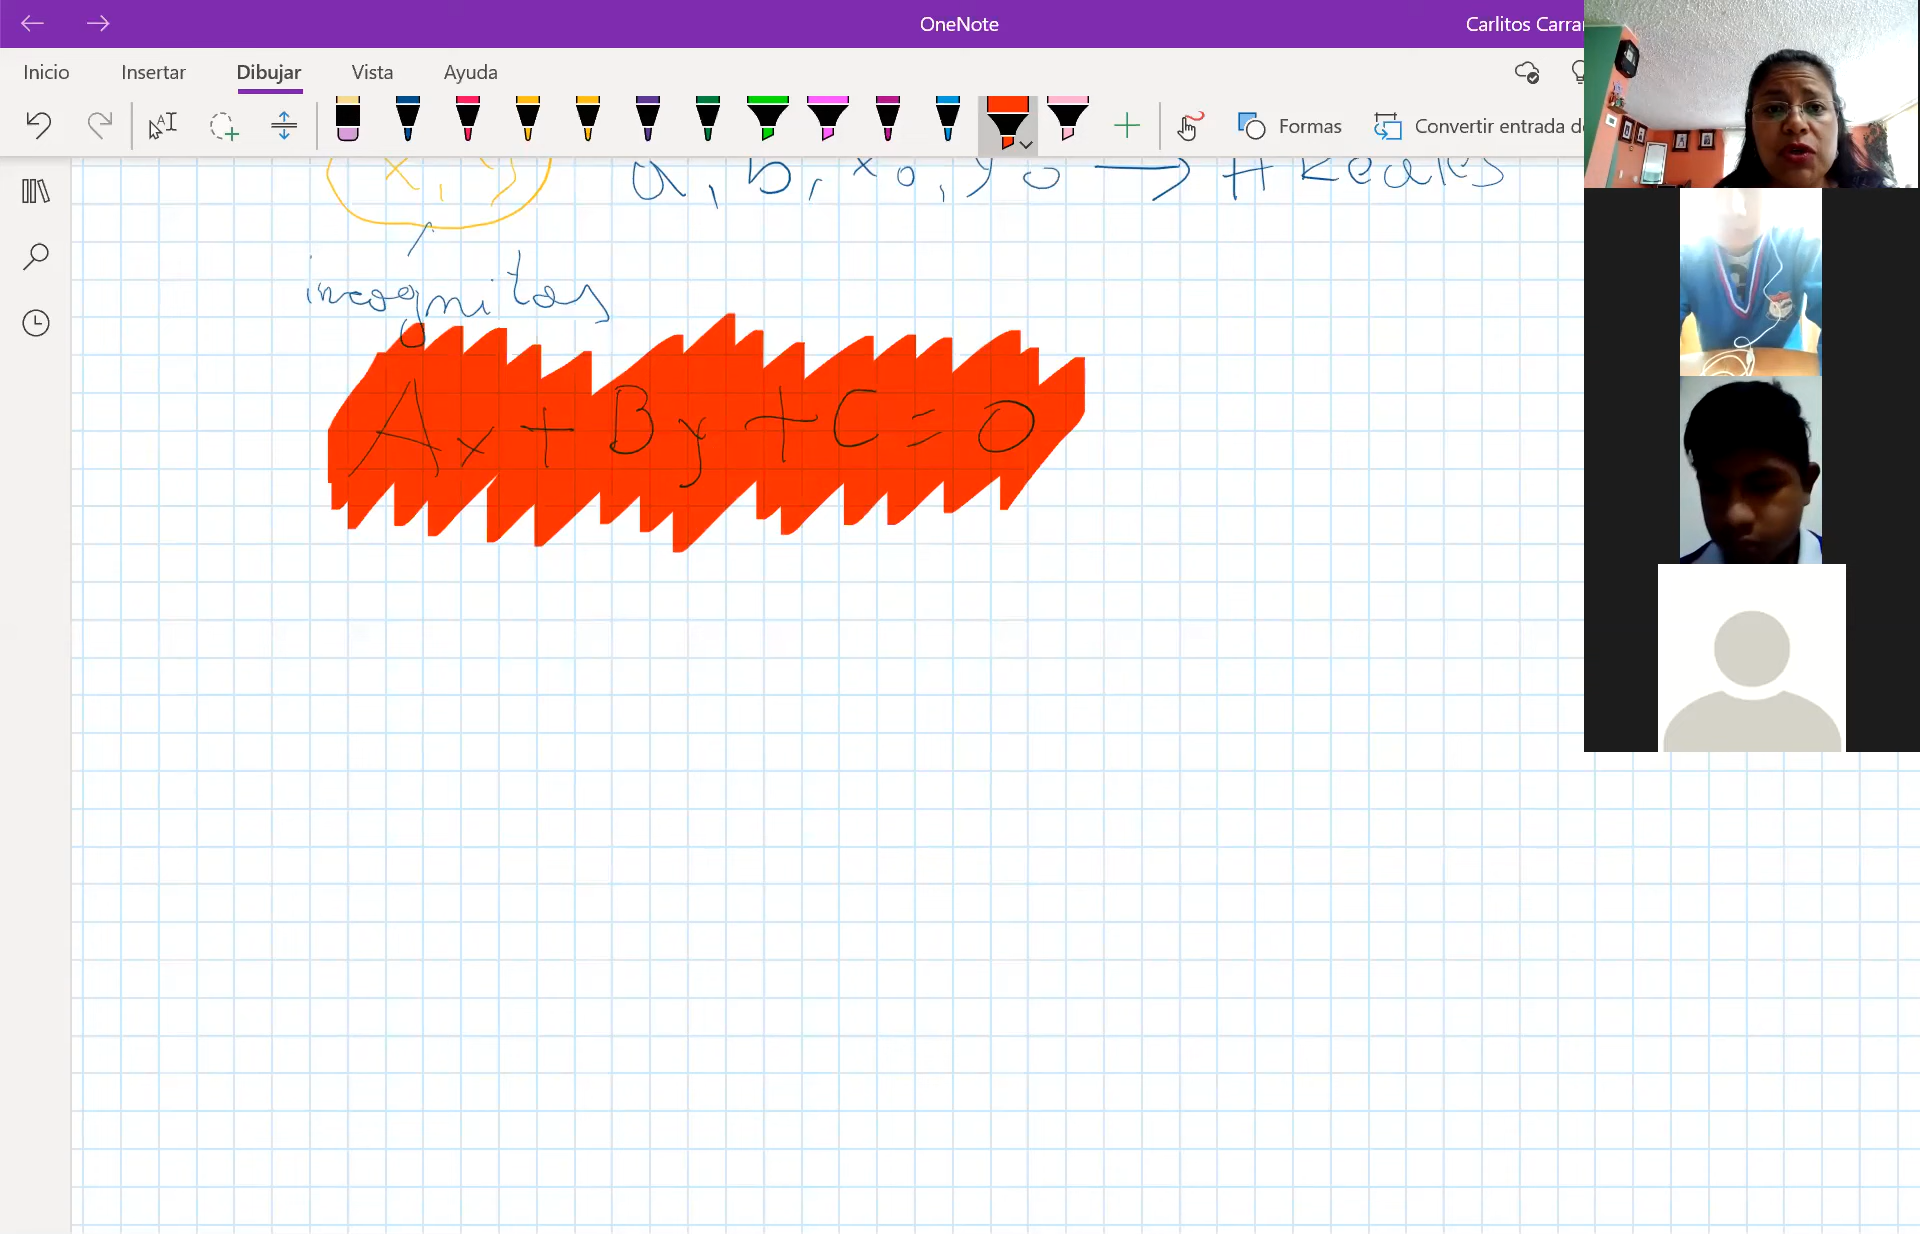 OneNote
Carlitos Carra
Inicio Insertar Dibujar Vista Ayuda
Formas Convertir entrada d
x, y a, b, x0, y0 → # Reales
incognitas
Ax + By + C = 0